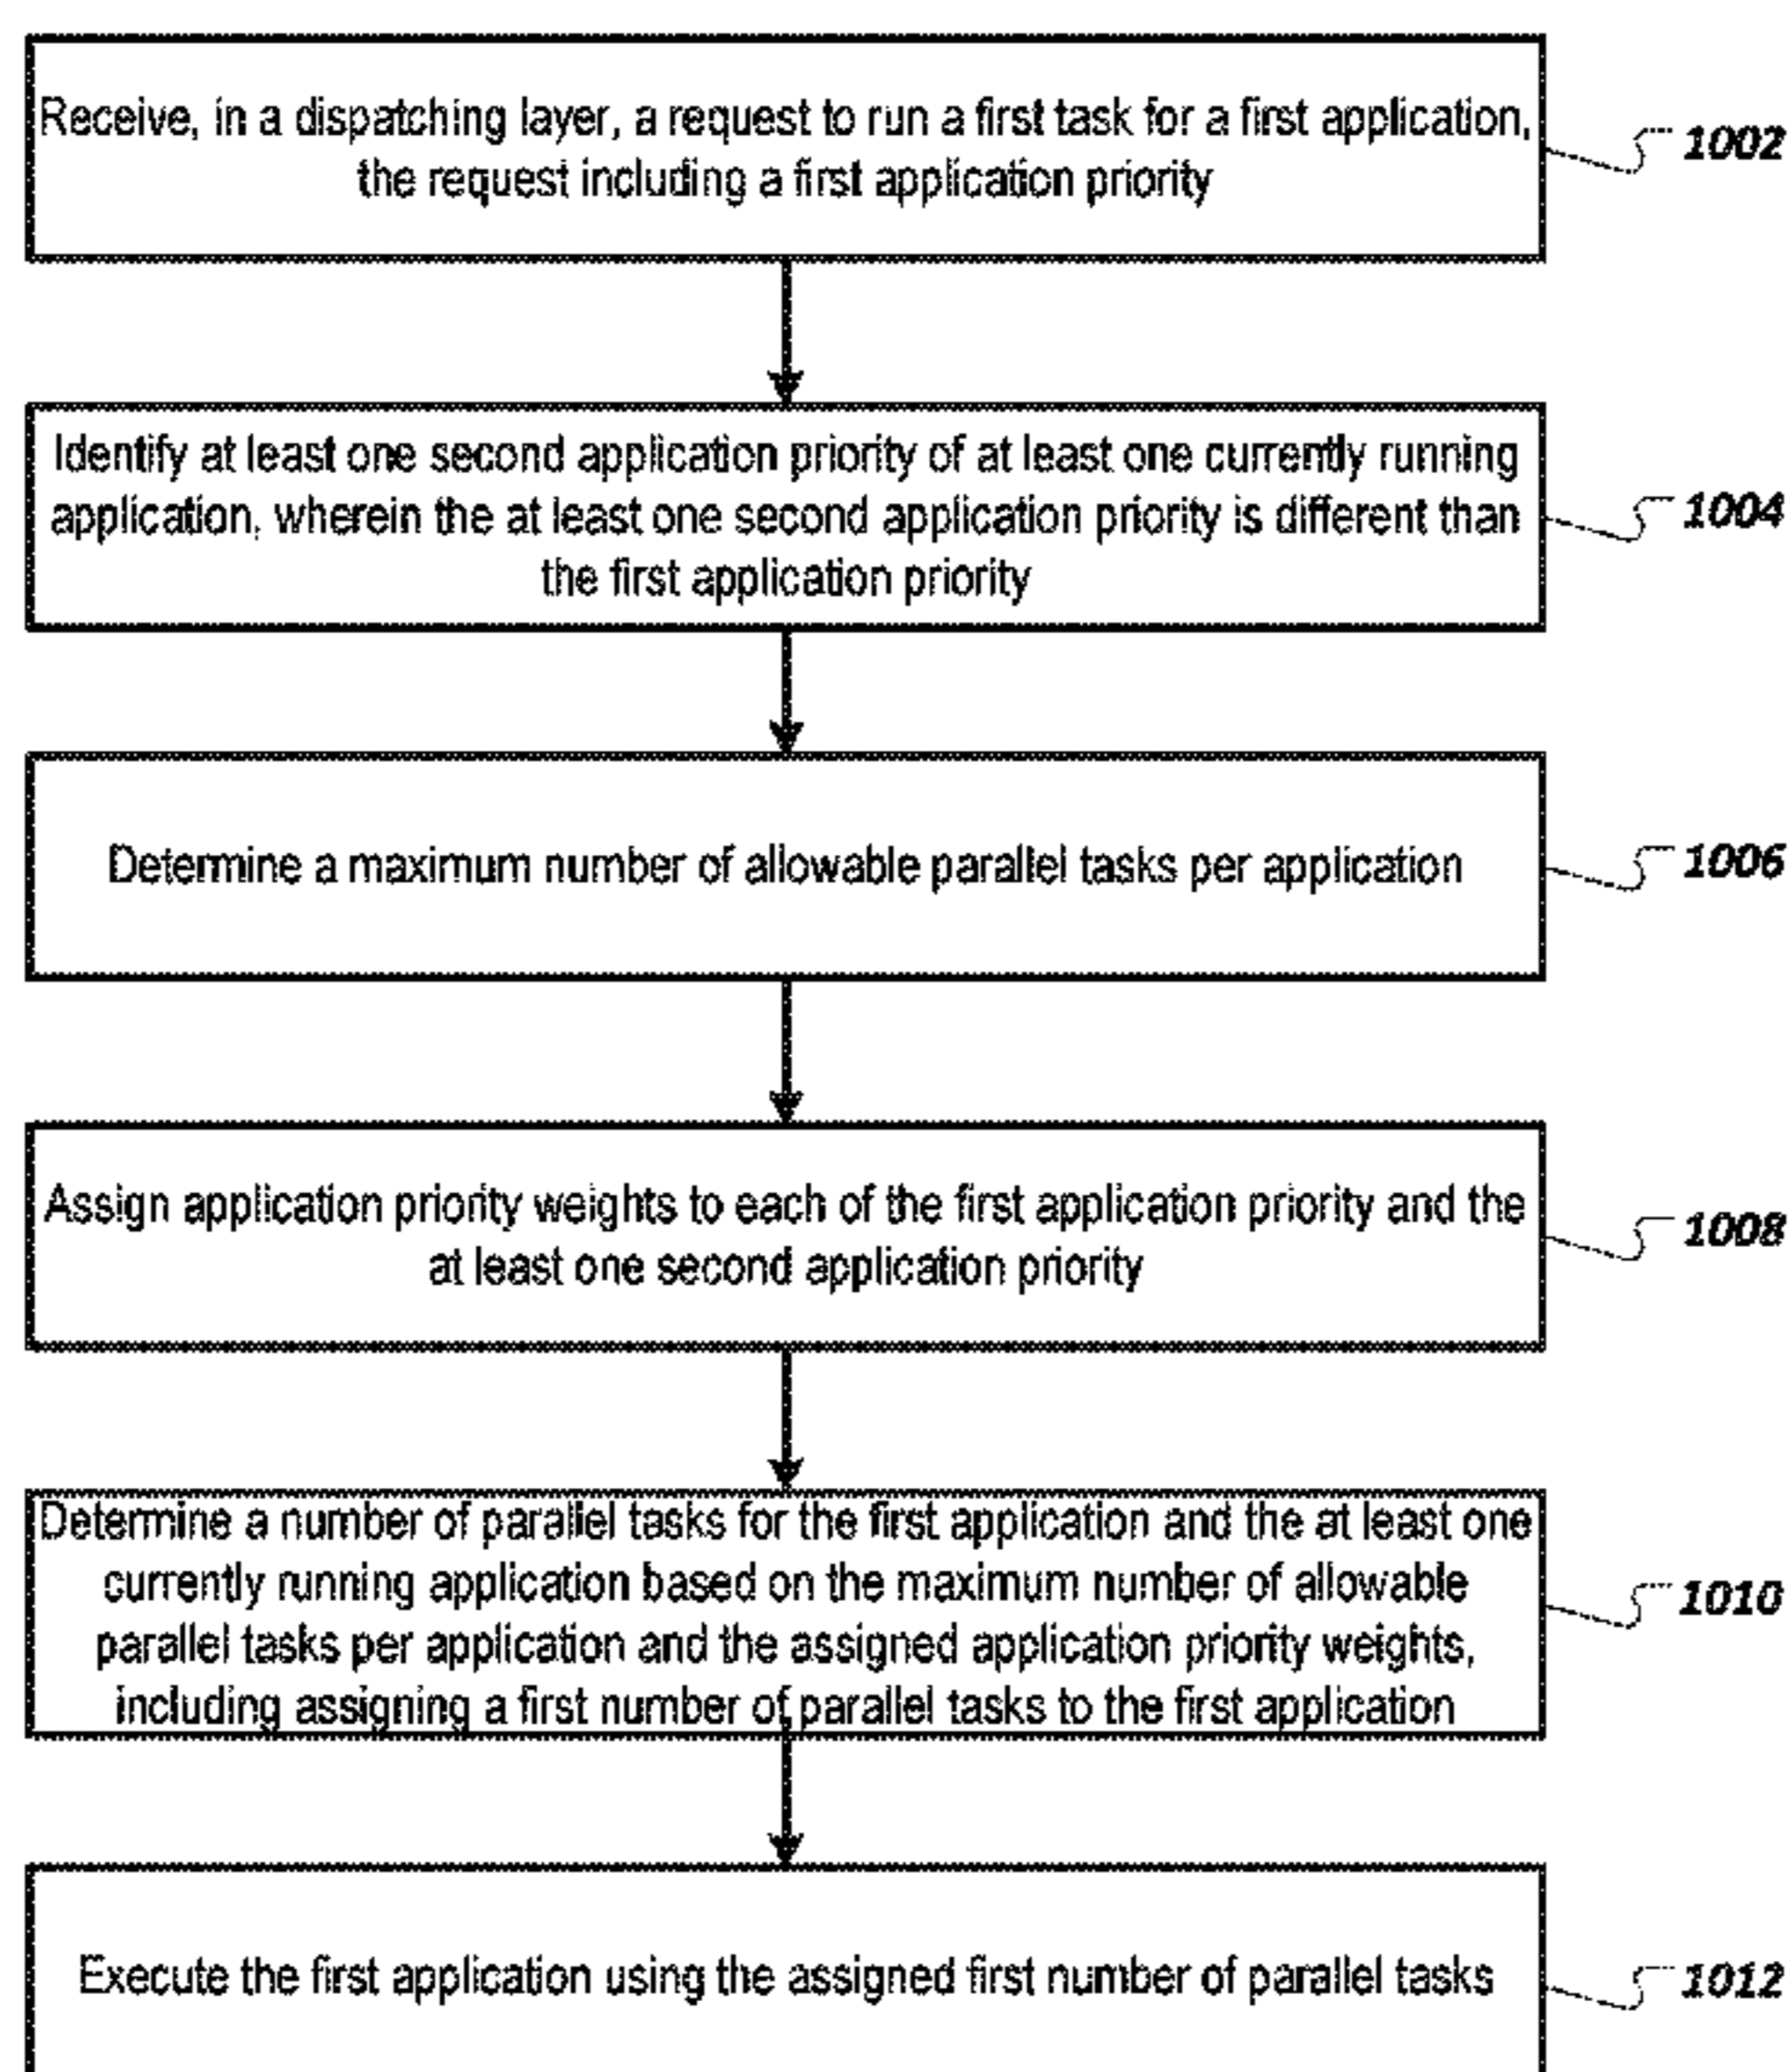 Receive, in a dispatching layer, a request to run a first task for a first application,
the request including a first application priority
1002
Identify at least one second application priority of at least one currently running
application, wherein the at least one second application priority is different than
the first application priority
1004
Determine a maximum number of allowable parallel tasks per application
1006
Assign application priority weights to each of the first application priority and the
at least one second application priority
1008
Determine a number of parallel tasks for the first application and the at least one
currently running application based on the maximum number of allowable
parallel tasks per application and the assigned application priority weights,
including assigning a first number of parallel tasks to the first application
1010
Execute the first application using the assigned first number of parallel tasks
1012